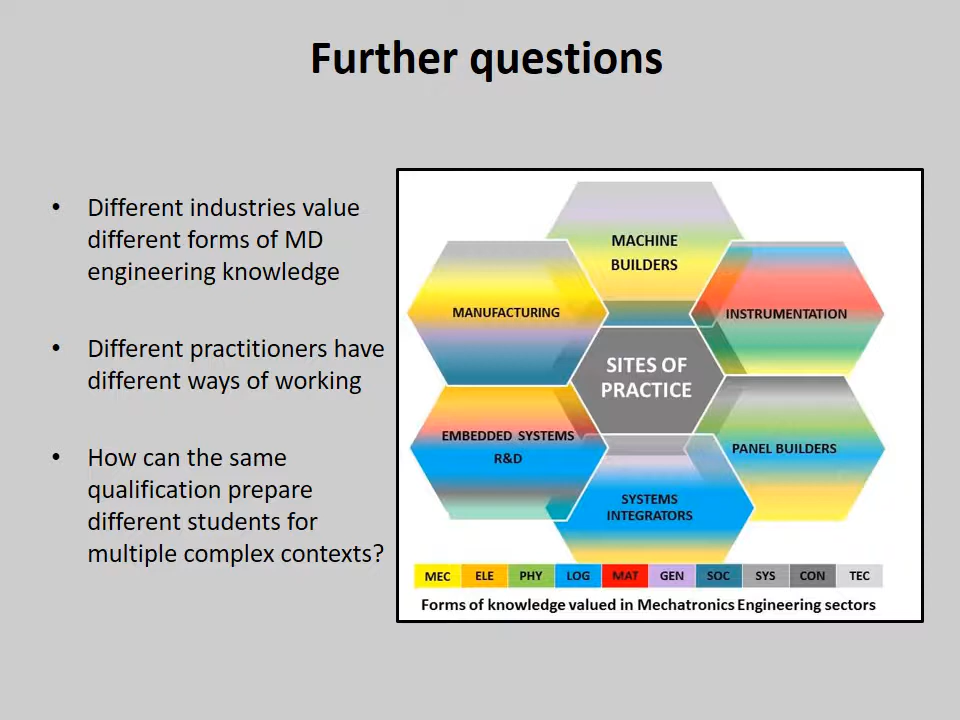 Further questions
• Different industries value
different forms of MD
engineering knowledge
• Different practitioners have
different ways of working
• How can the same
qualification prepare
different students for
multiple complex contexts?
MACHINE
BUILDERS
MANUFACTURING
INSTRUMENTATION
SITES OF
PRACTICE
EMBEDDED SYSTEMS
R&D
PANEL BUILDERS
SYSTEMS
INTEGRATORS
MEC ELE PHY LOG MAT GEN SOC SYS CON TEC
Forms of knowledge valued in Mechatronics Engineering sectors